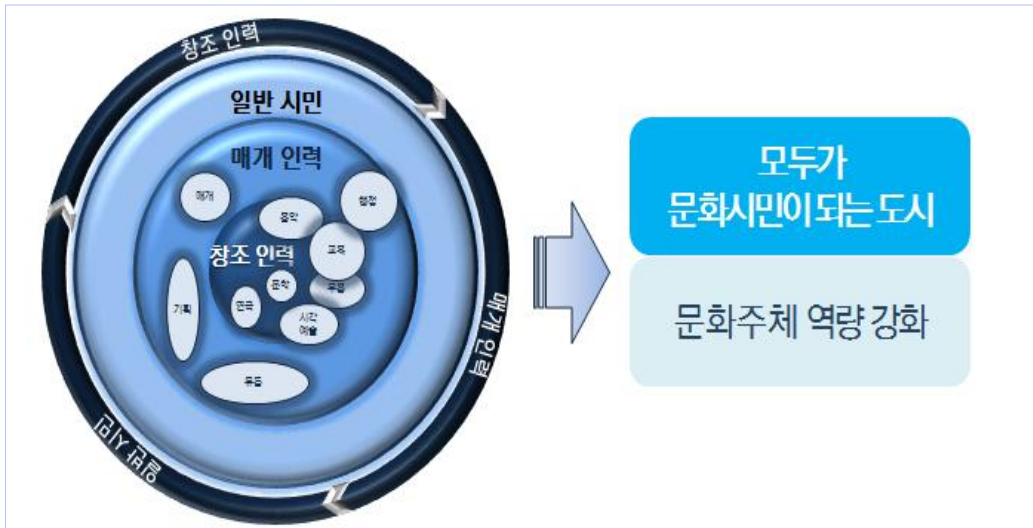 창조 인력
일반 시민
매개 인력
매개
행정
음악
교육
창조 인력
문학
무용
연극
시각
예술
기획
유통
매개 인력
일반 시민
모두가
문화시민이 되는 도시
문화주체 역량 강화